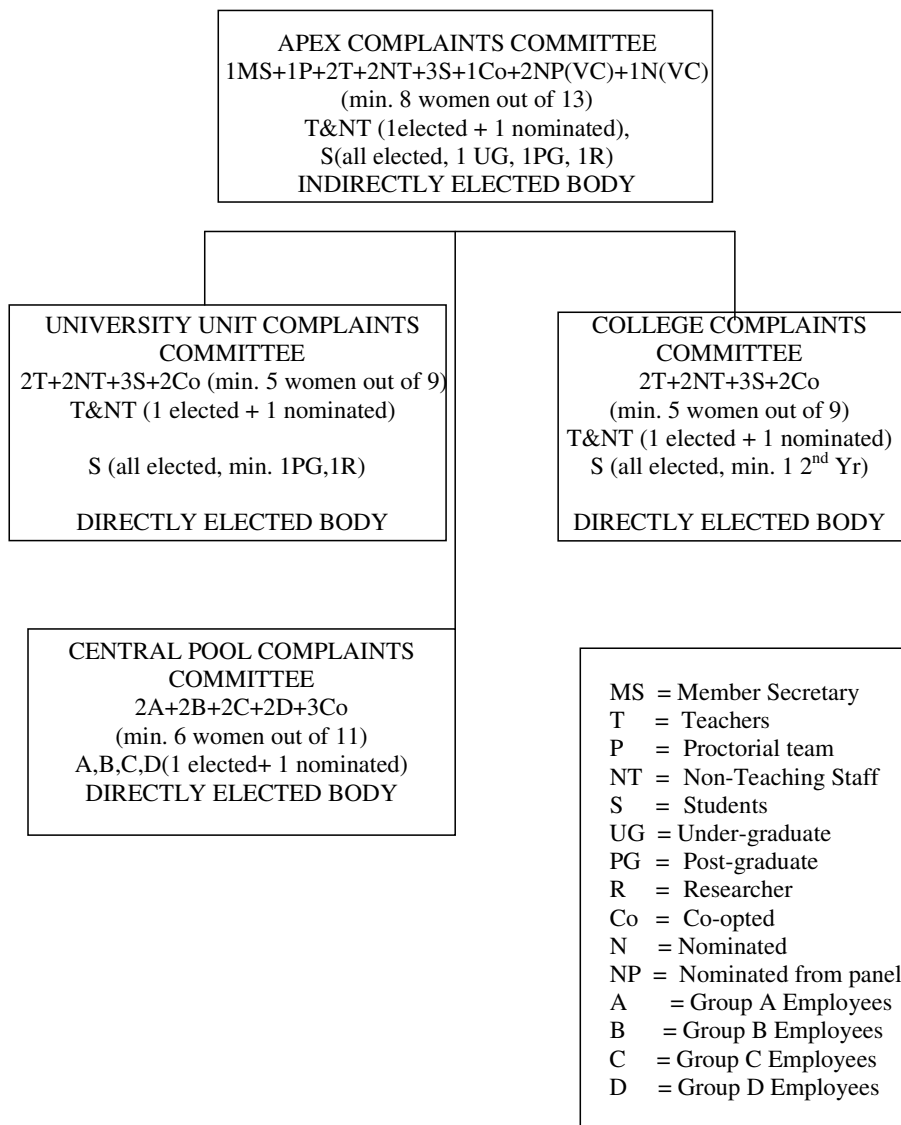 APEX COMPLAINTS COMMITTEE
1MS+1P+2T+2NT+3S+1Co+2NP(VC)+1N(VC)
(min. 8 women out of 13)
T&NT (1elected + 1 nominated),
S(all elected, 1 UG, 1PG, 1R)
INDIRECTLY ELECTED BODY
UNIVERSITY UNIT COMPLAINTS
COMMITTEE
2T+2NT+3S+2Co (min. 5 women out of 9)
T&NT (1 elected + 1 nominated)
S (all elected, min. 1PG,1R)
DIRECTLY ELECTED BODY
COLLEGE COMPLAINTS
COMMITTEE
2T+2NT+3S+2Co
(min. 5 women out of 9)
T&NT (1 elected + 1 nominated)
S (all elected, min. 1 2nd Yr)
DIRECTLY ELECTED BODY
CENTRAL POOL COMPLAINTS
COMMITTEE
2A+2B+2C+2D+3Co
(min. 6 women out of 11)
A,B,C,D(1 elected+ 1 nominated)
DIRECTLY ELECTED BODY
MS = Member Secretary
T = Teachers
P = Proctorial team
NT = Non-Teaching Staff
S = Students
UG = Under-graduate
PG = Post-graduate
R = Researcher
Co = Co-opted
N = Nominated
NP = Nominated from panel
A = Group A Employees
B = Group B Employees
C = Group C Employees
D = Group D Employees